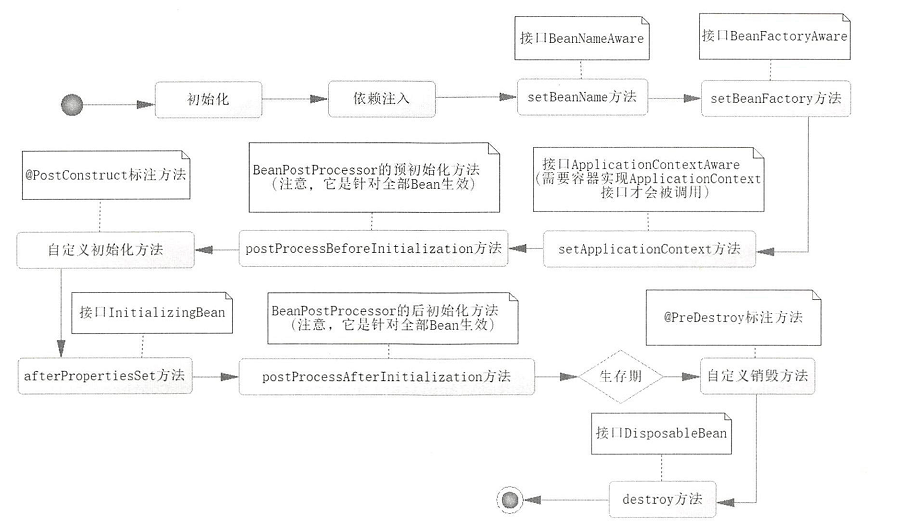 接口BeanNameAware
接口BeanFactoryAware
初始化
依赖注入
setBeanName方法
setBeanFactory方法
@PostConstruct标注方法
BeanPostProcessor的预初始化方法
（注意，它是针对全部Bean生效）
接口ApplicationContextAware
(需要容器实现ApplicationContext
接口才会被调用)
自定义初始化方法
postProcessBeforeInitialization方法
setApplicationContext方法
接口InitializingBean
BeanPostProcessor的后初始化方法
（注意，它是针对全部Bean生效）
@PreDestroy标注方法
afterPropertiesSet方法
postProcessAfterInitialization方法
生存期
自定义销毁方法
接口DisposableBean
destroy方法